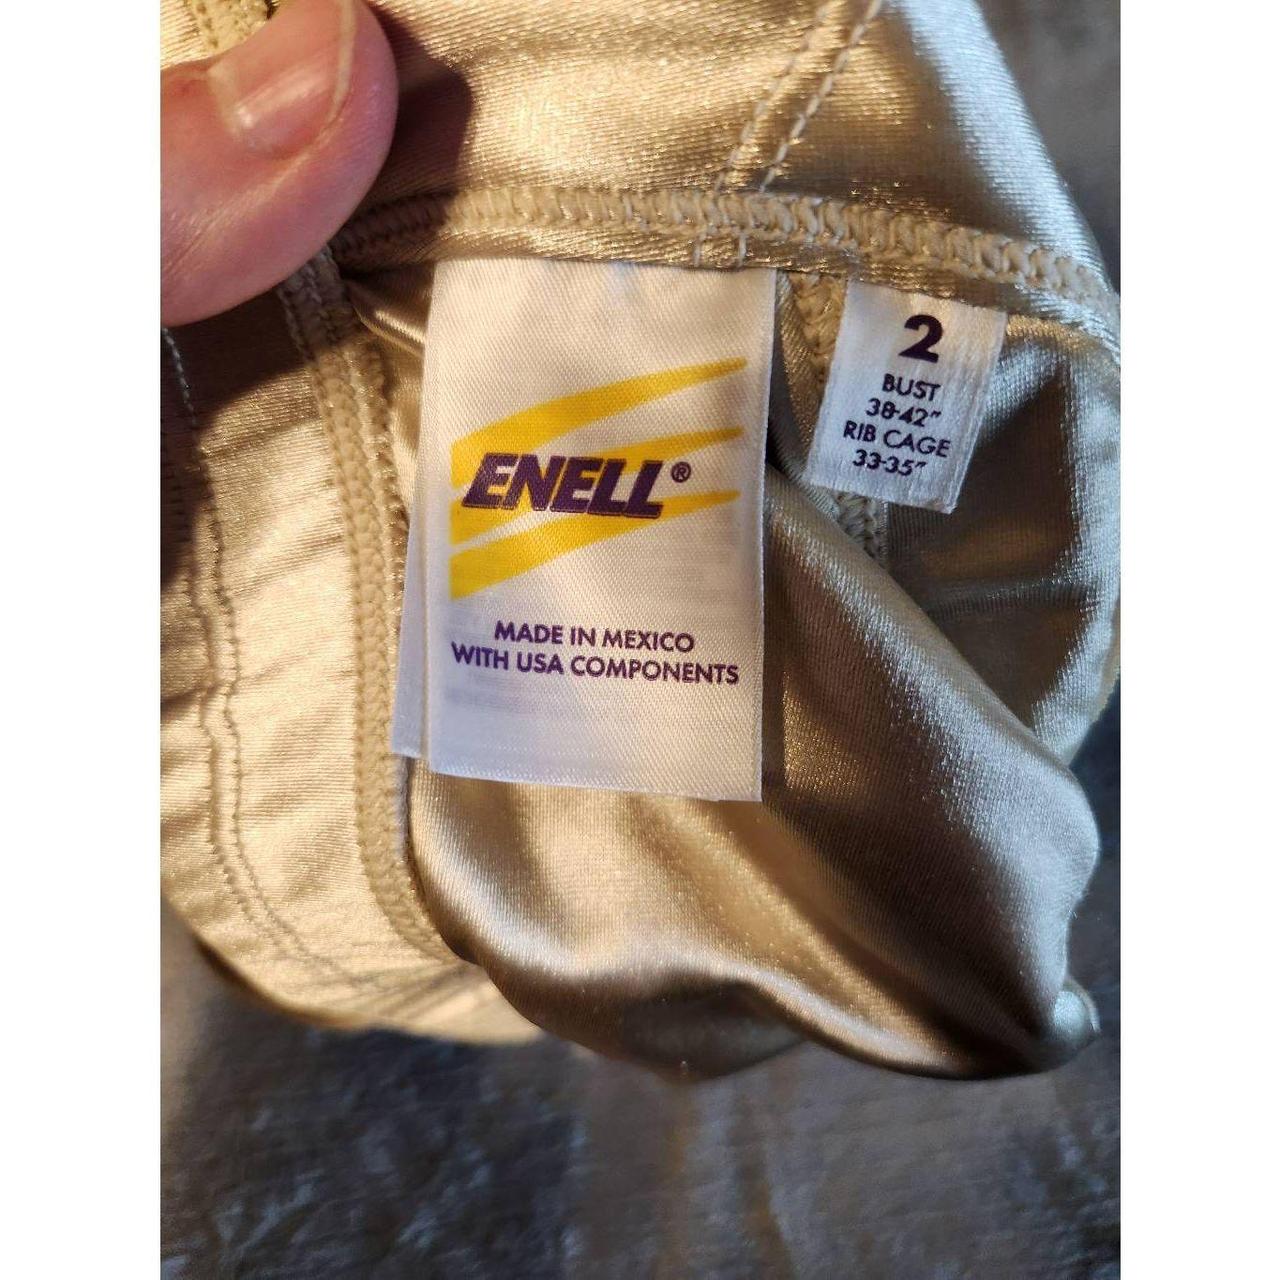 ENELL®
MADE IN MEXICO
WITH USA COMPONENTS
2
BUST
38-42"
RIB CAGE
33-35"